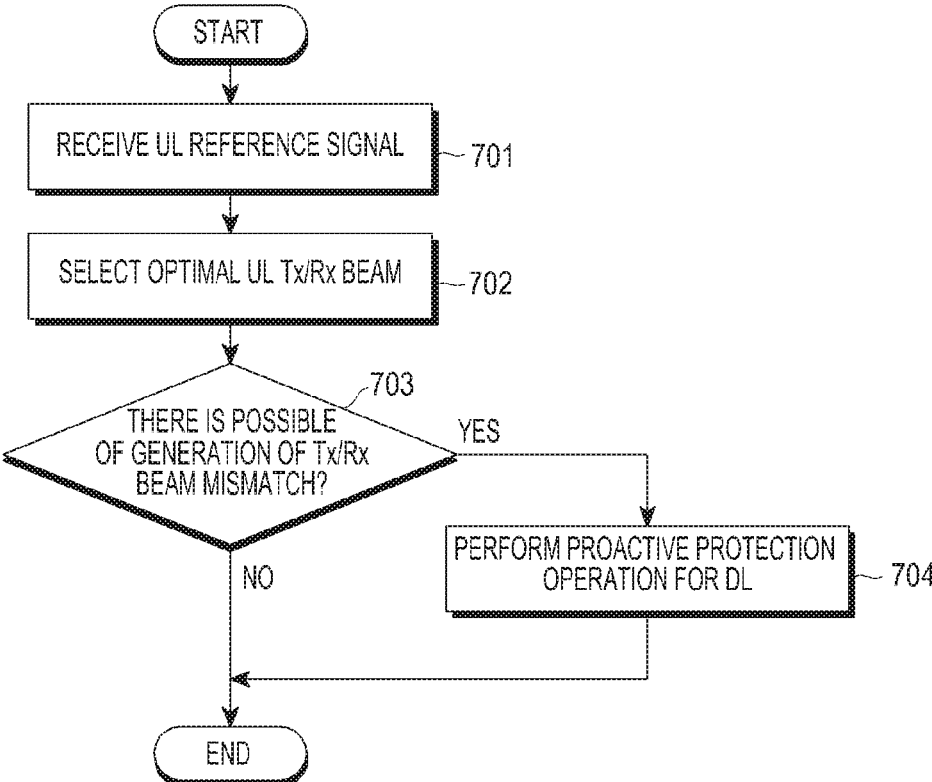 START
RECEIVE UL REFERENCE SIGNAL
701
SELECT OPTIMAL UL Tx/Rx BEAM
702
703
THERE IS POSSIBLE
OF GENERATION OF Tx/Rx
BEAM MISMATCH?
YES
NO
PERFORM PROACTIVE PROTECTION
OPERATION FOR DL
704
END